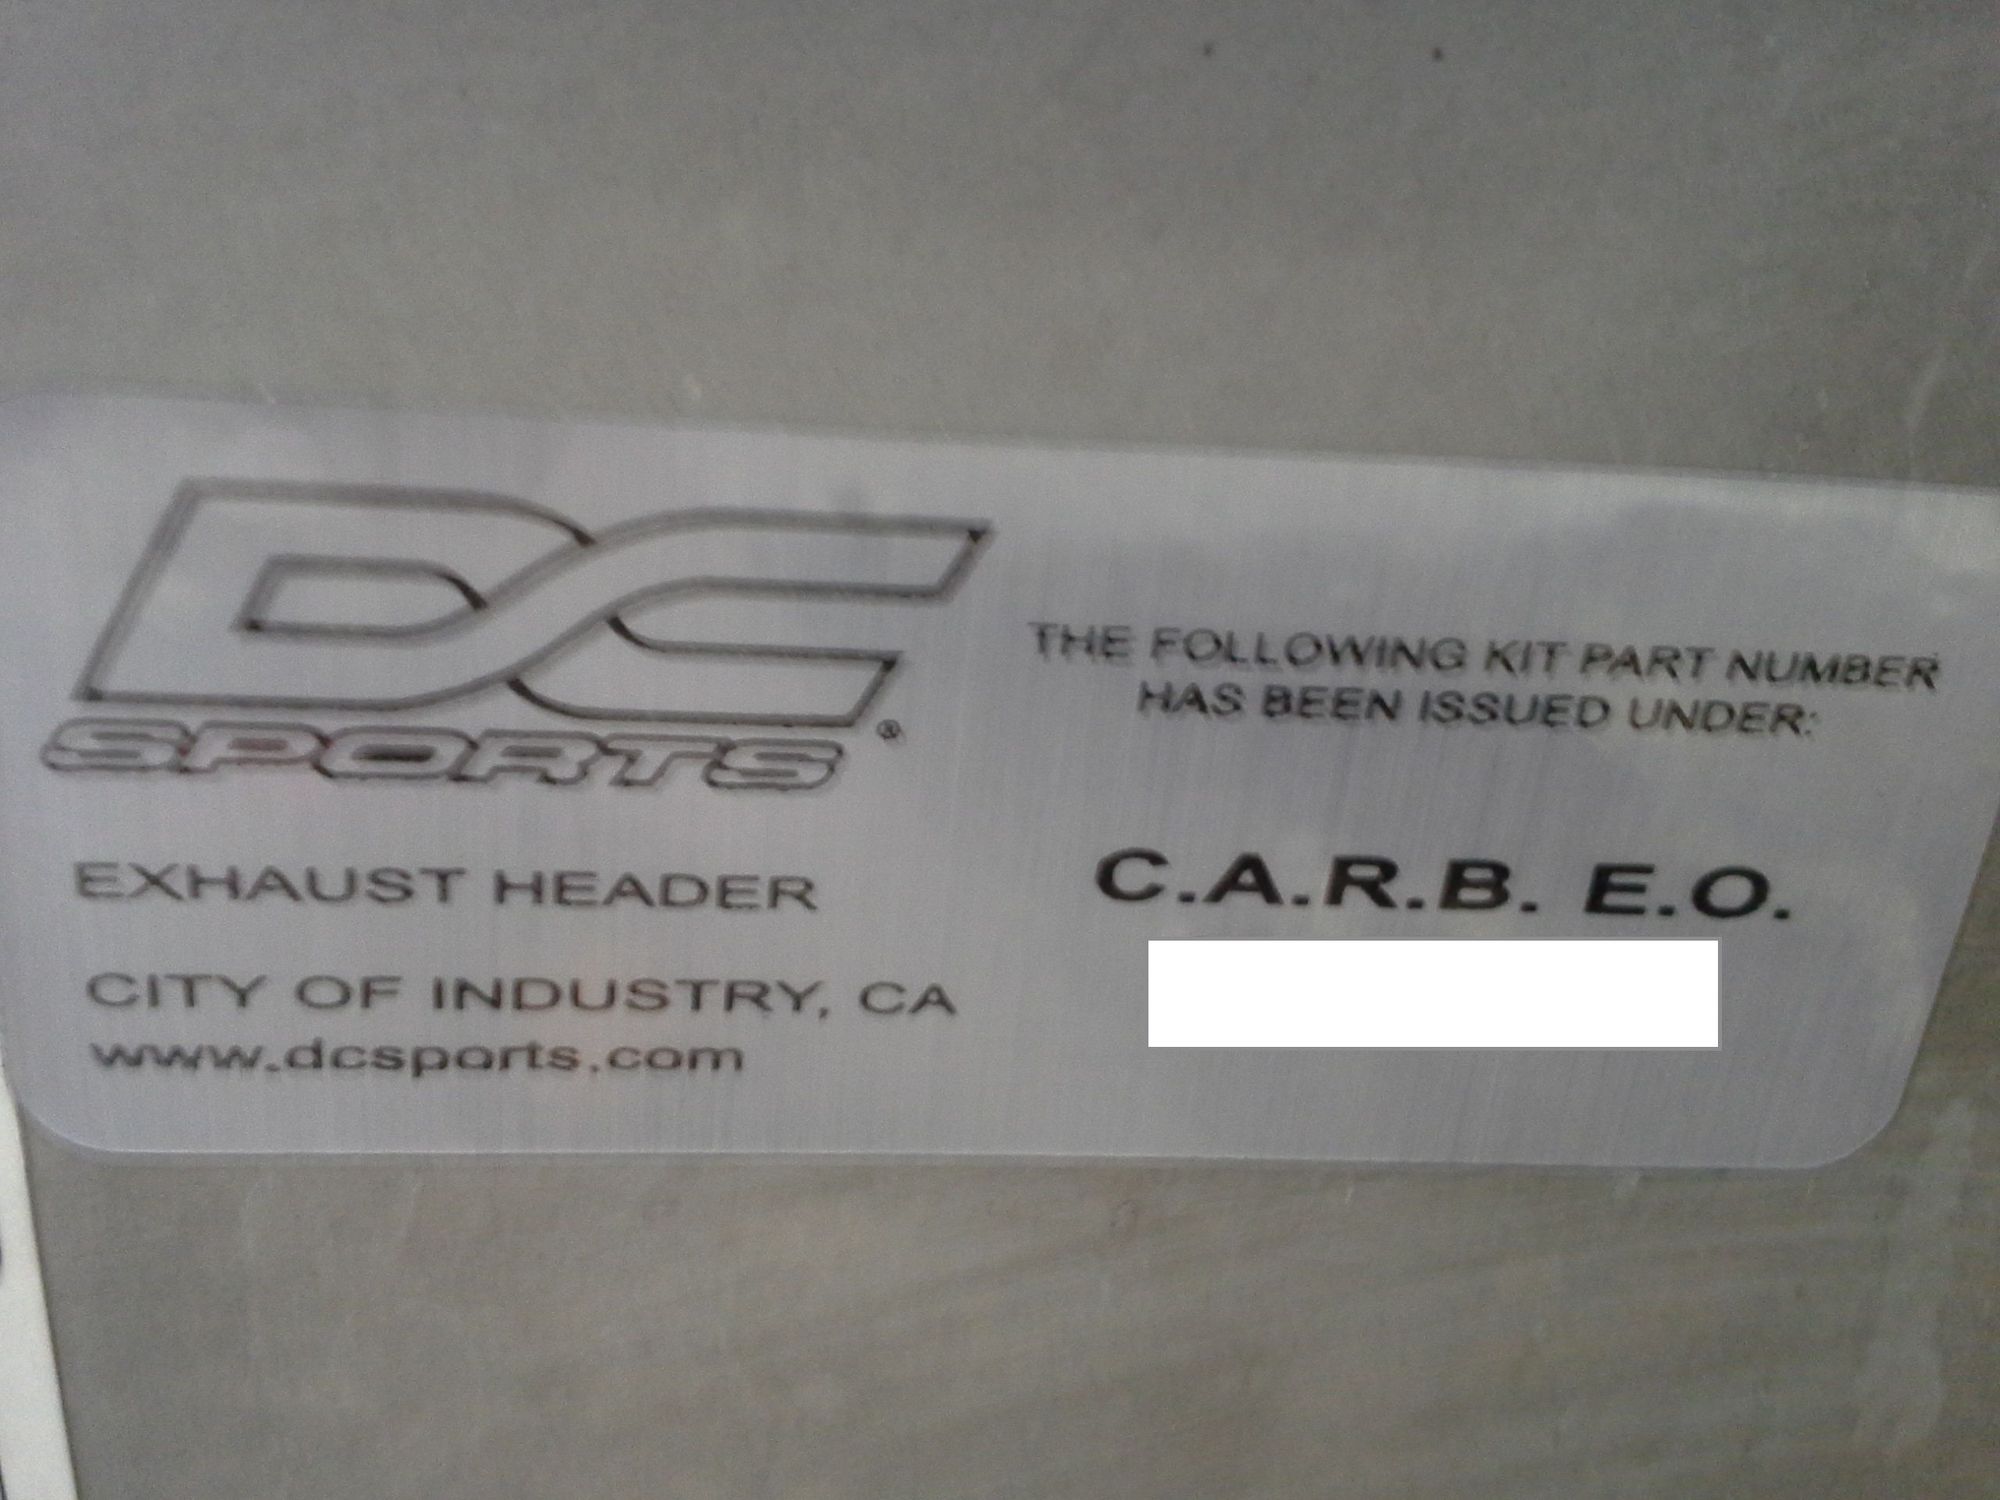 DC
SPORTS®
EXHAUST HEADER
CITY OF INDUSTRY, CA
www.dcsports.com
THE FOLLOWING KIT PART NUMBER
HAS BEEN ISSUED UNDER:
C.A.R.B. E.O.